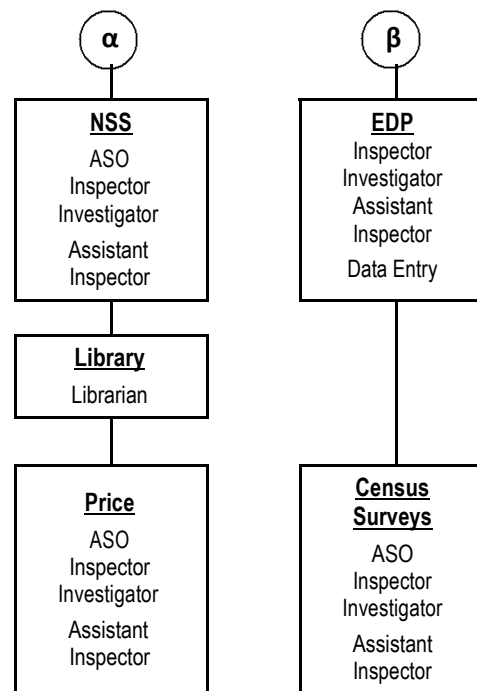 α
NSS
ASO
Inspector
Investigator
Assistant
Inspector
Library
Librarian
Price
ASO
Inspector
Investigator
Assistant
Inspector
β
EDP
Inspector
Investigator
Assistant
Inspector
Data Entry
Census
Surveys
ASO
Inspector
Investigator
Assistant
Inspector